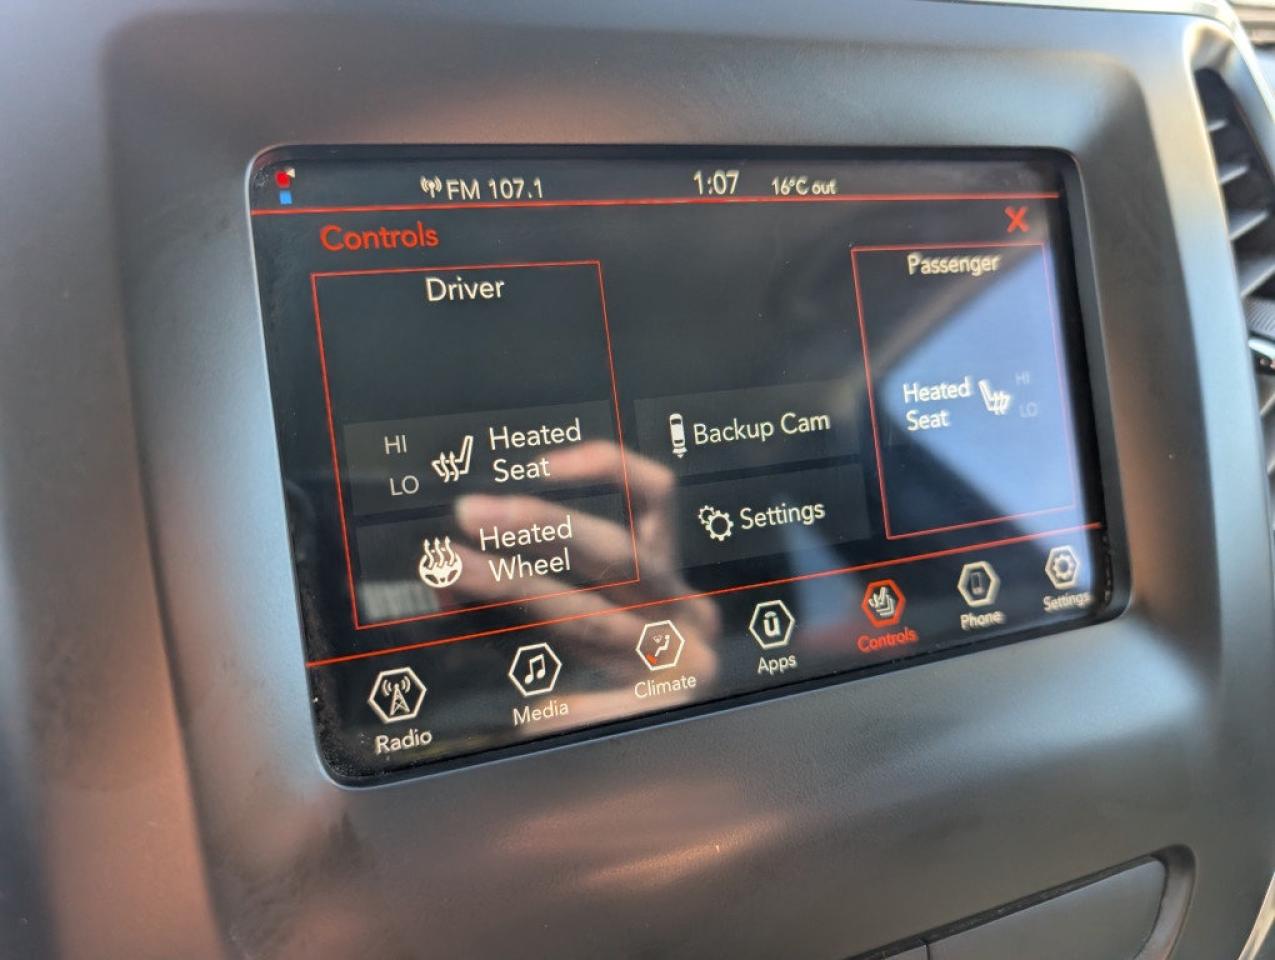 FM 107.1 1:07 16°C out
Controls X
Driver
HI
LO
Heated
Seat
Heated
Wheel
Backup Cam
Settings
Passenger
Heated
Seat
HI
LO
Radio
Media
Climate
Apps
Controls
Phone
Settings